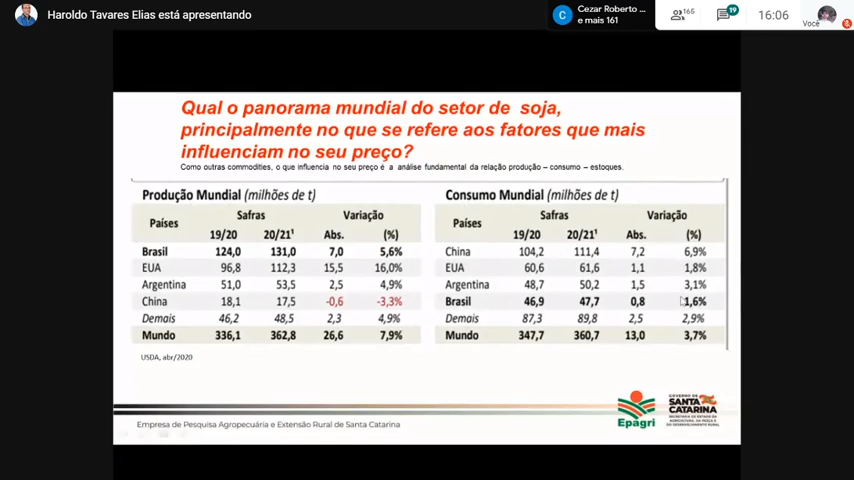 Haroldo Tavares Elias está apresentando
C
Cezar Roberto ...
e mais 161
165
19
16:06
Você
Qual o panorama mundial do setor de soja,
principalmente no que se refere aos fatores que mais
influenciam no seu preço?
Como outras commodities, o que influencia no seu preço é a análise fundamental da relação produção – consumo – estoques.
Produção Mundial (milhões de t)
Países Safras Variação
19/20 20/21¹ Abs. (%)
Brasil 124,0 131,0 7,0 5,6%
EUA 96,8 112,3 15,5 16,0%
Argentina 51,0 53,5 2,5 4,9%
China 18,1 17,5 -0,6 -3,3%
Demais 46,2 48,5 2,3 4,9%
Mundo 336,1 362,8 26,6 7,9%
USDA, abr/2020
Consumo Mundial (milhões de t)
Países Safras Variação
19/20 20/21¹ Abs. (%)
China 104,2 111,4 7,2 6,9%
EUA 60,6 61,6 1,1 1,8%
Argentina 48,7 50,2 1,5 3,1%
Brasil 46,9 47,7 0,8 1,6%
Demais 87,3 89,8 2,5 2,9%
Mundo 347,7 360,7 13,0 3,7%
Empresa de Pesquisa Agropecuária e Extensão Rural de Santa Catarina
Epagri
GOVERNO DE
SANTA
CATARINA
SECRETARIA DE ESTADO DA
AGRICULTURA, DA PESCA E
DO DESENVOLVIMENTO RURAL